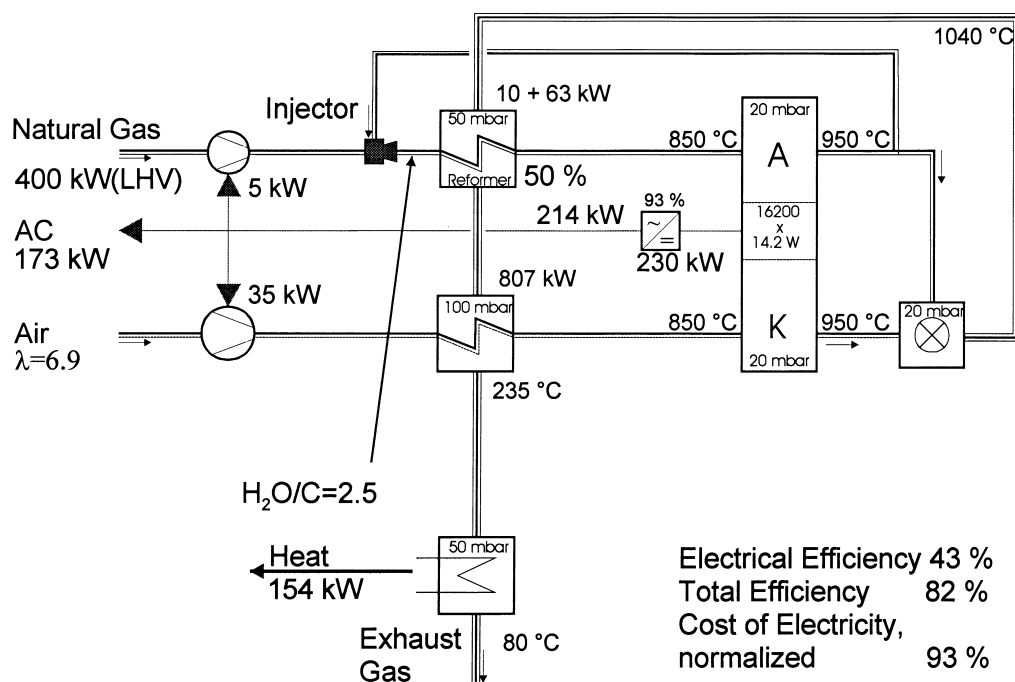 1040 °C
Injector
10 + 63 kW
Natural Gas
50 mbar
20 mbar
850 °C
A
950 °C
400 kW(LHV)
5 kW
Reformer
50 %
AC
173 kW
214 kW
93 %
~
=
230 kW
16200
x
14.2 W
35 kW
807 kW
Air
λ=6.9
100 mbar
850 °C
K
950 °C
20 mbar
20 mbar
235 °C
H₂O/C=2.5
Heat
154 kW
50 mbar
Exhaust
Gas
80 °C
Electrical Efficiency 43 %
Total Efficiency 82 %
Cost of Electricity,
normalized 93 %